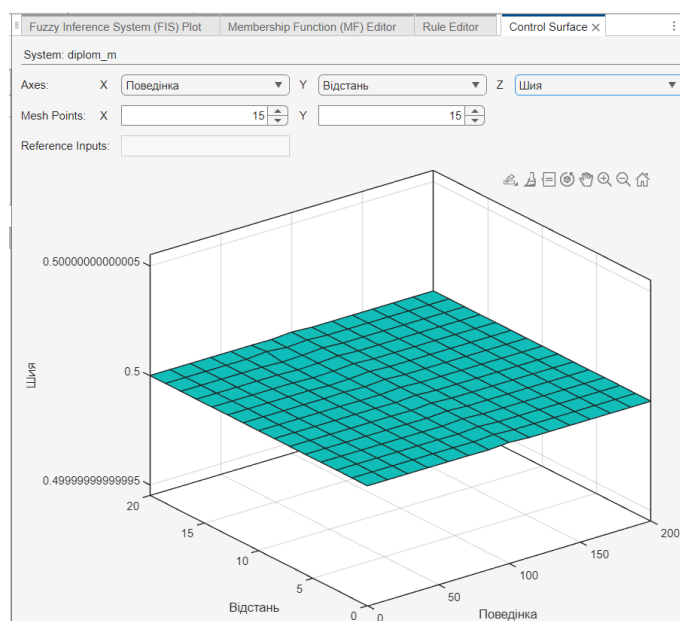 Fuzzy Inference System (FIS) Plot Membership Function (MF) Editor Rule Editor Control Surface
System: diplom_m
Axes: X Поведінка Y Відстань Z Шия
Mesh Points: X 15 Y 15
Reference Inputs:
0.50000000000005
0.5
0.49999999999995
Шия
20
15
10
5
0
Відстань
0
50
100
150
200
Поведінка